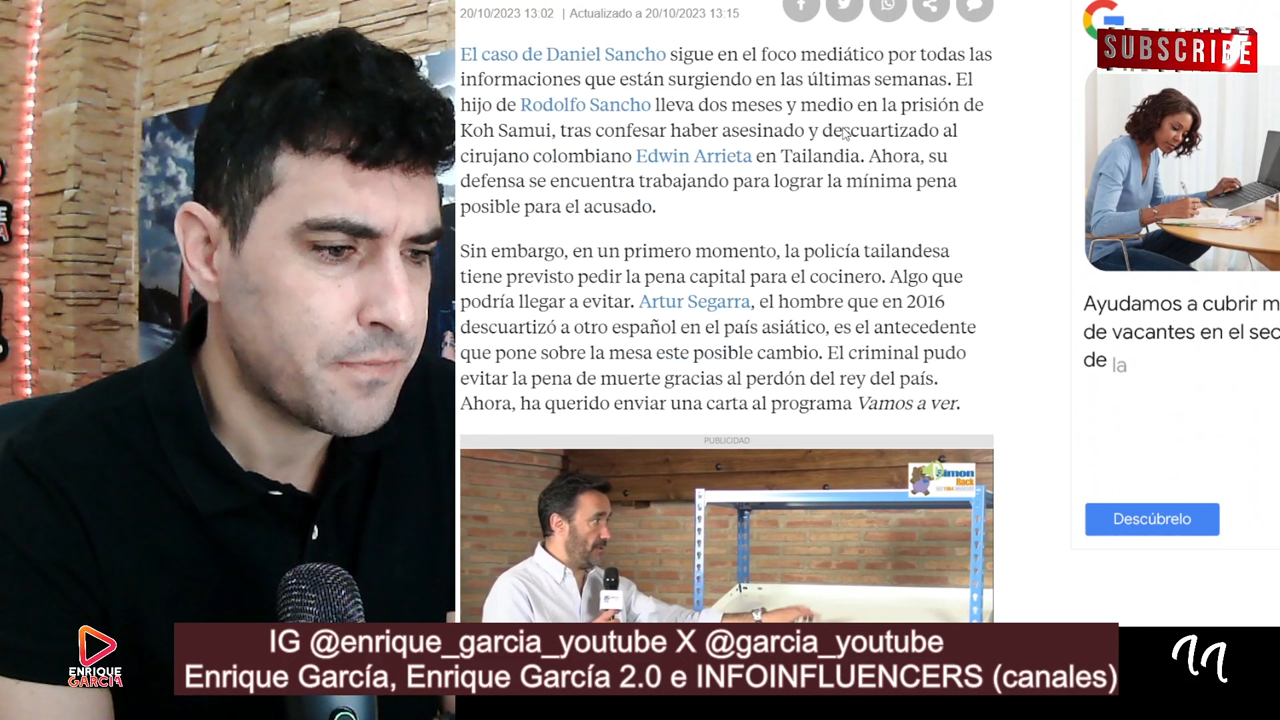 20/10/2023 13.02 | Actualizado a 20/10/2023 13:15
SUBSCRIBE
El caso de Daniel Sancho sigue en el foco mediático por todas las
informaciones que están surgiendo en las últimas semanas. El
hijo de Rodolfo Sancho lleva dos meses y medio en la prisión de
Koh Samui, tras confesar haber asesinado y descuartizado al
cirujano colombiano Edwin Arrieta en Tailandia. Ahora, su
defensa se encuentra trabajando para lograr la mínima pena
posible para el acusado.
Sin embargo, en un primero momento, la policía tailandesa
tiene previsto pedir la pena capital para el cocinero. Algo que
podría llegar a evitar. Artur Segarra, el hombre que en 2016
descuartizó a otro español en el país asiático, es el antecedente
que pone sobre la mesa este posible cambio. El criminal pudo
evitar la pena de muerte gracias al perdón del rey del país.
Ahora, ha querido enviar una carta al programa Vamos a ver.
Ayudamos a cubrir m
de vacantes en el sec
de la
Descúbrelo
PUBLICIDAD
Simon
Rack
IG @enrique_garcia_youtube X @garcia_youtube
Enrique García, Enrique García 2.0 e INFOINFLUENCERS (canales)
ENRIQUE
GARCÍA